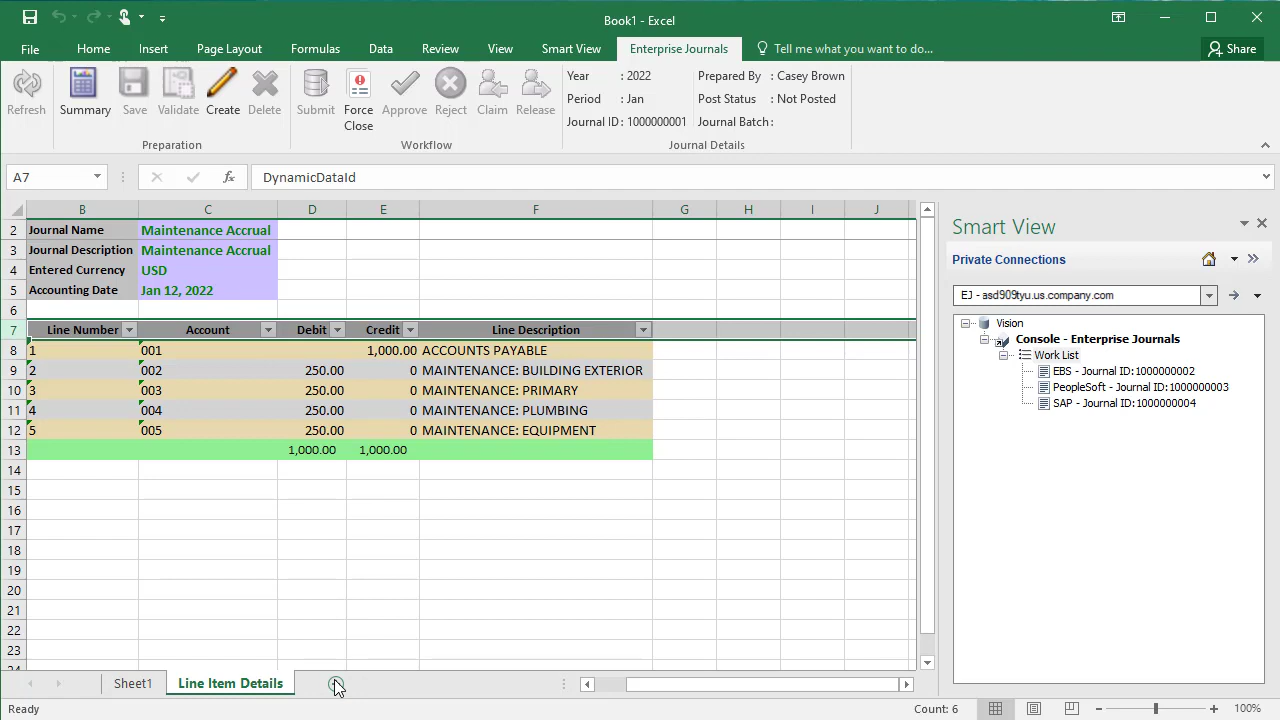 Book1 - Excel
File Home Insert Page Layout Formulas Data Review View Smart View Enterprise Journals Tell me what you want to do... Share
Refresh Summary Save Validate Create Delete Submit Force Close Approve Reject Claim Release
Year : 2022 Prepared By : Casey Brown
Period : Jan Post Status : Not Posted
Journal ID : 1000000001 Journal Batch :
Preparation Workflow Journal Details
A7 fx DynamicDataId
B C D E F G H I J
2 Journal Name Maintenance Accrual
3 Journal Description Maintenance Accrual
4 Entered Currency USD
5 Accounting Date Jan 12, 2022
6
7 Line Number Account Debit Credit Line Description
8 1 001 1,000.00 ACCOUNTS PAYABLE
9 2 002 250.00 0 MAINTENANCE: BUILDING EXTERIOR
10 3 003 250.00 0 MAINTENANCE: PRIMARY
11 4 004 250.00 0 MAINTENANCE: PLUMBING
12 5 005 250.00 0 MAINTENANCE: EQUIPMENT
13 1,000.00 1,000.00
14
15
16
17
18
19
20
21
22
23
24
Smart View
Private Connections
EJ - asd909tyu.us.company.com
Vision
Console - Enterprise Journals
Work List
EBS - Journal ID:1000000002
PeopleSoft - Journal ID:1000000003
SAP - Journal ID:1000000004
Sheet1 Line Item Details
Ready Count: 6 100%